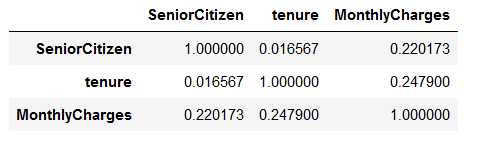 SeniorCitizen tenure MonthlyCharges
SeniorCitizen 1.000000 0.016567 0.220173
tenure 0.016567 1.000000 0.247900
MonthlyCharges 0.220173 0.247900 1.000000